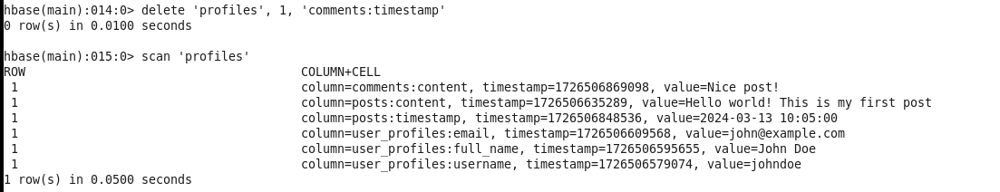 hbase(main):014:0> delete 'profiles', 1, 'comments:timestamp'
0 row(s) in 0.0100 seconds
hbase(main):015:0> scan 'profiles'
ROW                                      COLUMN+CELL
 1                                       column=comments:content, timestamp=1726506869098, value=Nice post!
 1                                       column=posts:content, timestamp=1726506635289, value=Hello world! This is my first post
 1                                       column=posts:timestamp, timestamp=1726506848536, value=2024-03-13 10:05:00
 1                                       column=user_profiles:email, timestamp=1726506609568, value=john@example.com
 1                                       column=user_profiles:full_name, timestamp=1726506595655, value=John Doe
 1                                       column=user_profiles:username, timestamp=1726506579074, value=johndoe
1 row(s) in 0.0500 seconds